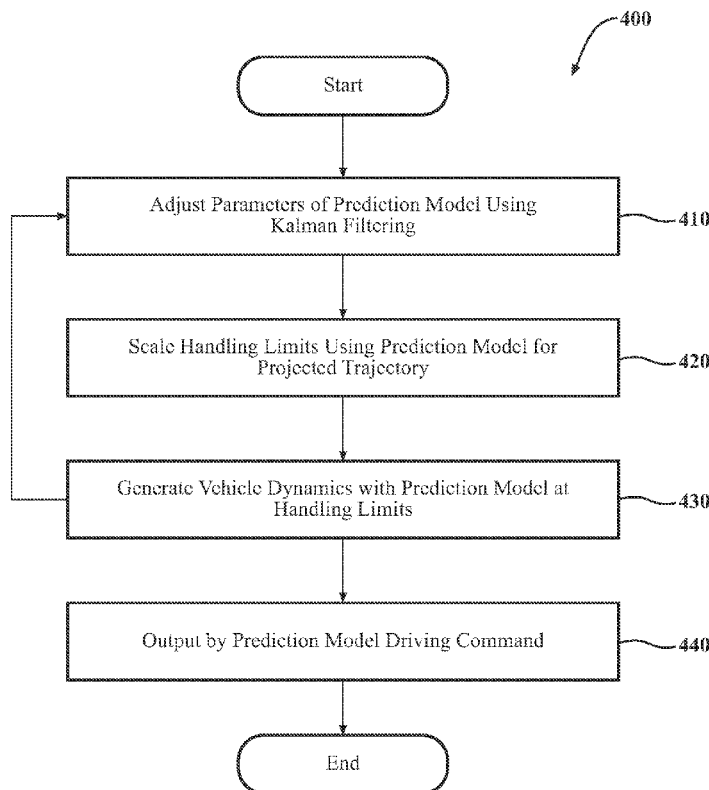 400
Start
Adjust Parameters of Prediction Model Using
Kalman Filtering
410
Scale Handling Limits Using Prediction Model for
Projected Trajectory
420
Generate Vehicle Dynamics with Prediction Model at
Handling Limits
430
Output by Prediction Model Driving Command
440
End